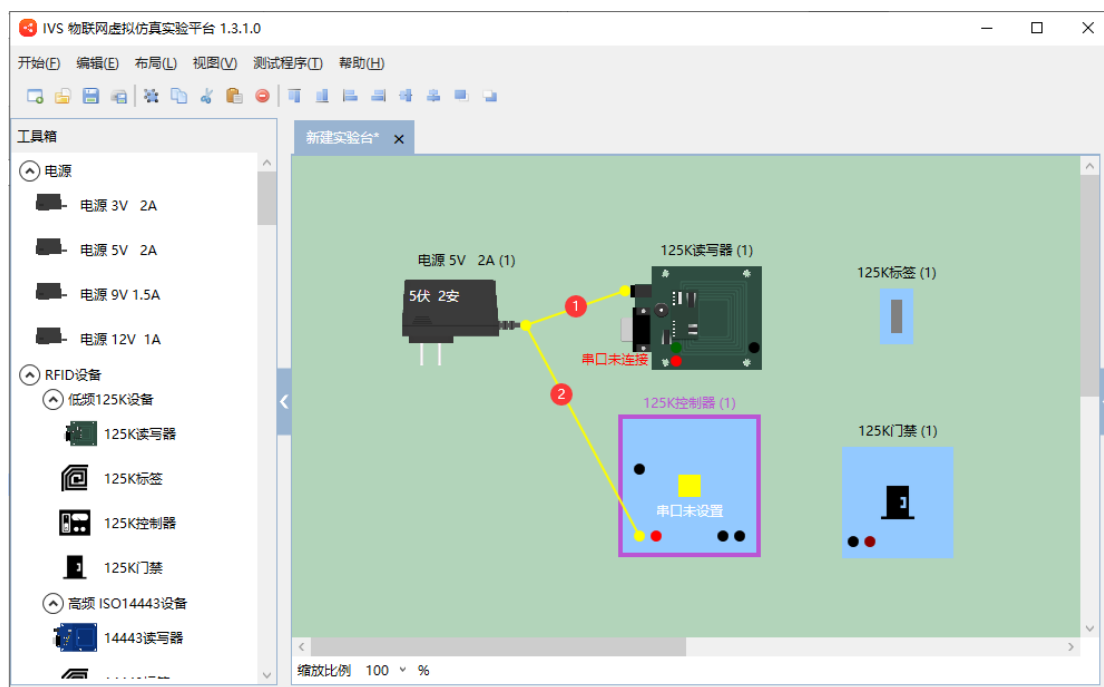 IVS 物联网虚拟仿真实验平台 1.3.1.0
开始(F) 编辑(E) 布局(L) 视图(V) 测试程序(T) 帮助(H)
工具箱
新建实验台*
电源
电源 3V 2A
电源 5V 2A
电源 9V 1.5A
电源 12V 1A
RFID设备
低频125K设备
125K读写器
125K标签
125K控制器
125K门禁
高频 ISO14443设备
14443读写器
电源 5V 2A (1)
5伏 2安
125K读写器 (1)
125K标签 (1)
1
串口未连接
2
125K控制器 (1)
串口未设置
125K门禁 (1)
缩放比例 100 %